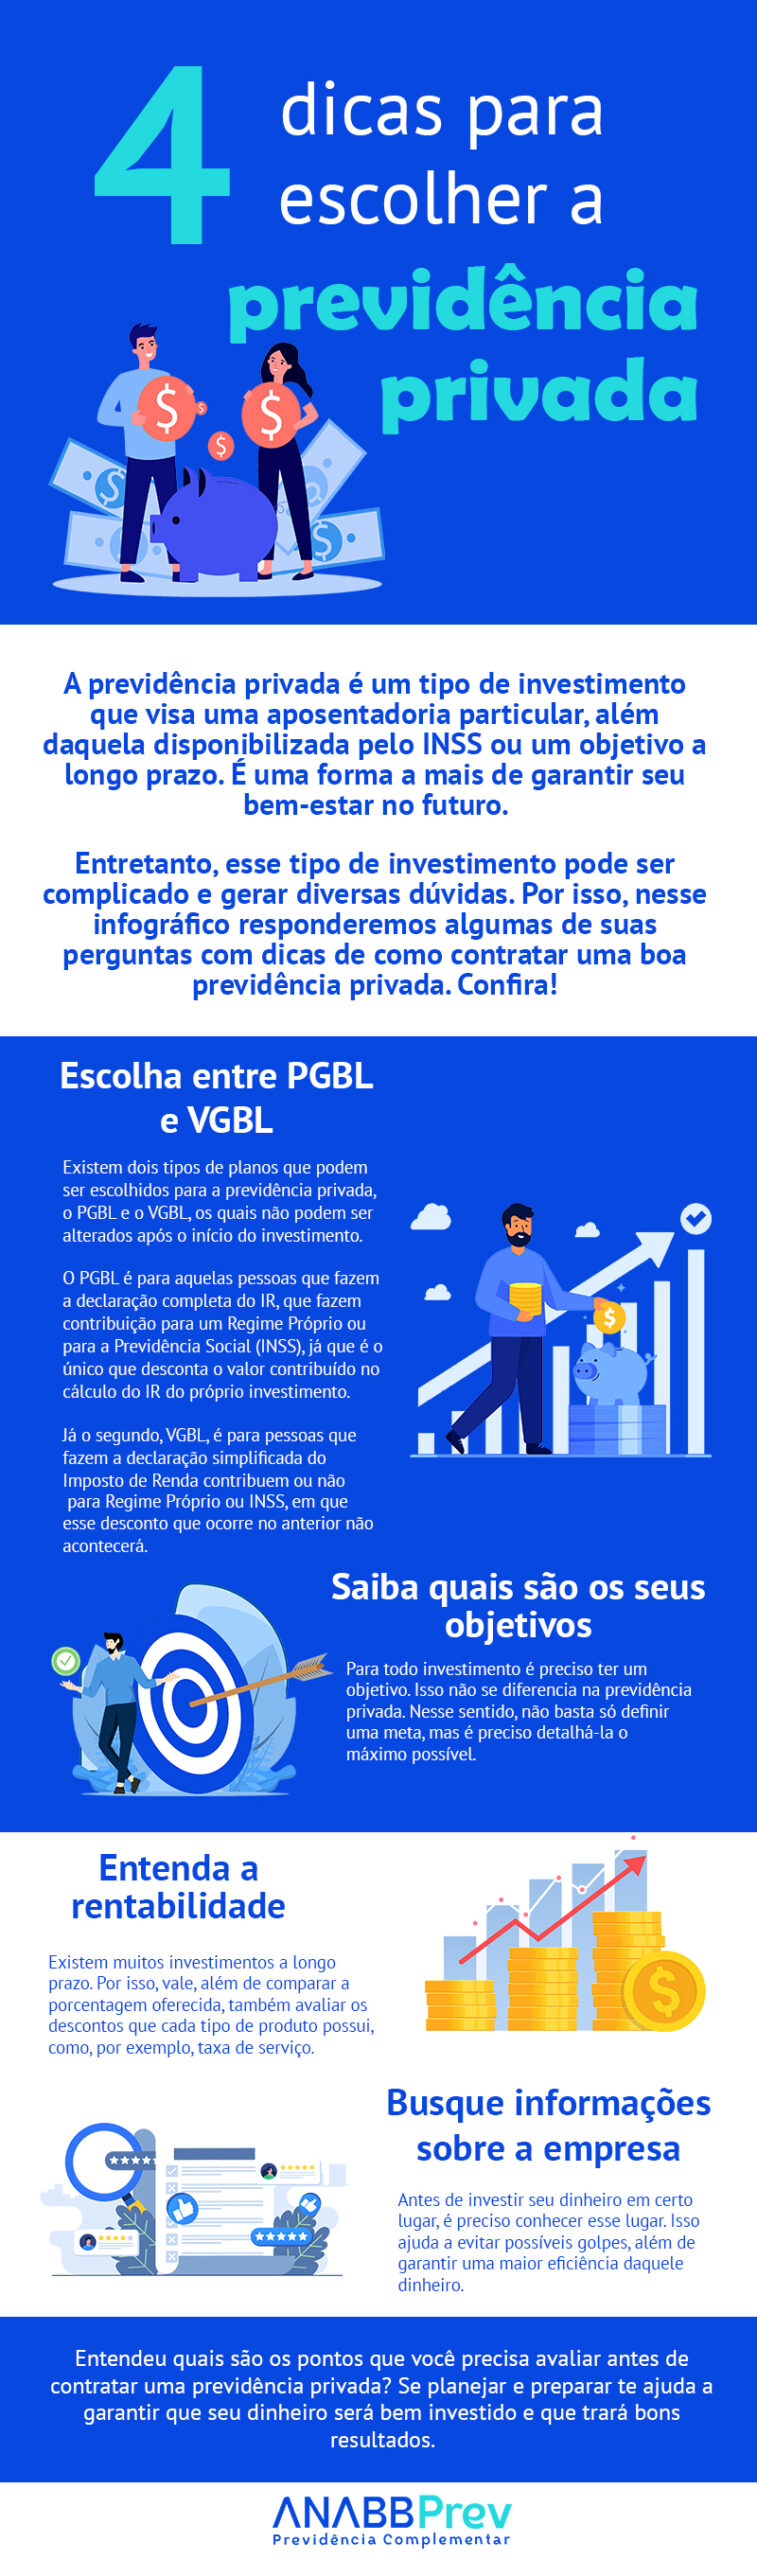 4 dicas para
escolher a
previdência
privada
A previdência privada é um tipo de investimento
que visa uma aposentadoria particular, além
daquela disponibilizada pelo INSS ou um objetivo a
longo prazo. É uma forma a mais de garantir seu
bem-estar no futuro.
Entretanto, esse tipo de investimento pode ser
complicado e gerar diversas dúvidas. Por isso, nesse
infográfico responderemos algumas de suas
perguntas com dicas de como contratar uma boa
previdência privada. Confira!
Escolha entre PGBL
e VGBL
Existem dois tipos de planos que podem
ser escolhidos para a previdência privada,
o PGBL e o VGBL, os quais não podem ser
alterados após o início do investimento.
O PGBL é para aquelas pessoas que fazem
a declaração completa do IR, que fazem
contribuição para um Regime Próprio ou
para a Previdência Social (INSS), já que é o
único que desconta o valor contribuído no
cálculo do IR do próprio investimento.
Já o segundo, VGBL, é para pessoas que
fazem a declaração simplificada do
Imposto de Renda contribuem ou não
para Regime Próprio ou INSS, em que
esse desconto que ocorre no anterior não
acontecerá.
Saiba quais são os seus
objetivos
Para todo investimento é preciso ter um
objetivo. Isso não se diferencia na previdência
privada. Nesse sentido, não basta só definir
uma meta, mas é preciso detalhá-la o
máximo possível.
Entenda a
rentabilidade
Existem muitos investimentos a longo
prazo. Por isso, vale, além de comparar a
porcentagem oferecida, também avaliar os
descontos que cada tipo de produto possui,
como, por exemplo, taxa de serviço.
Busque informações
sobre a empresa
Antes de investir seu dinheiro em certo
lugar, é preciso conhecer esse lugar. Isso
ajuda a evitar possíveis golpes, além de
garantir uma maior eficiência daquele
dinheiro.
Entendeu quais são os pontos que você precisa avaliar antes de
contratar uma previdência privada? Se planejar e preparar te ajuda a
garantir que seu dinheiro será bem investido e que trará bons
resultados.
ANABBPrev
Previdência Complementar